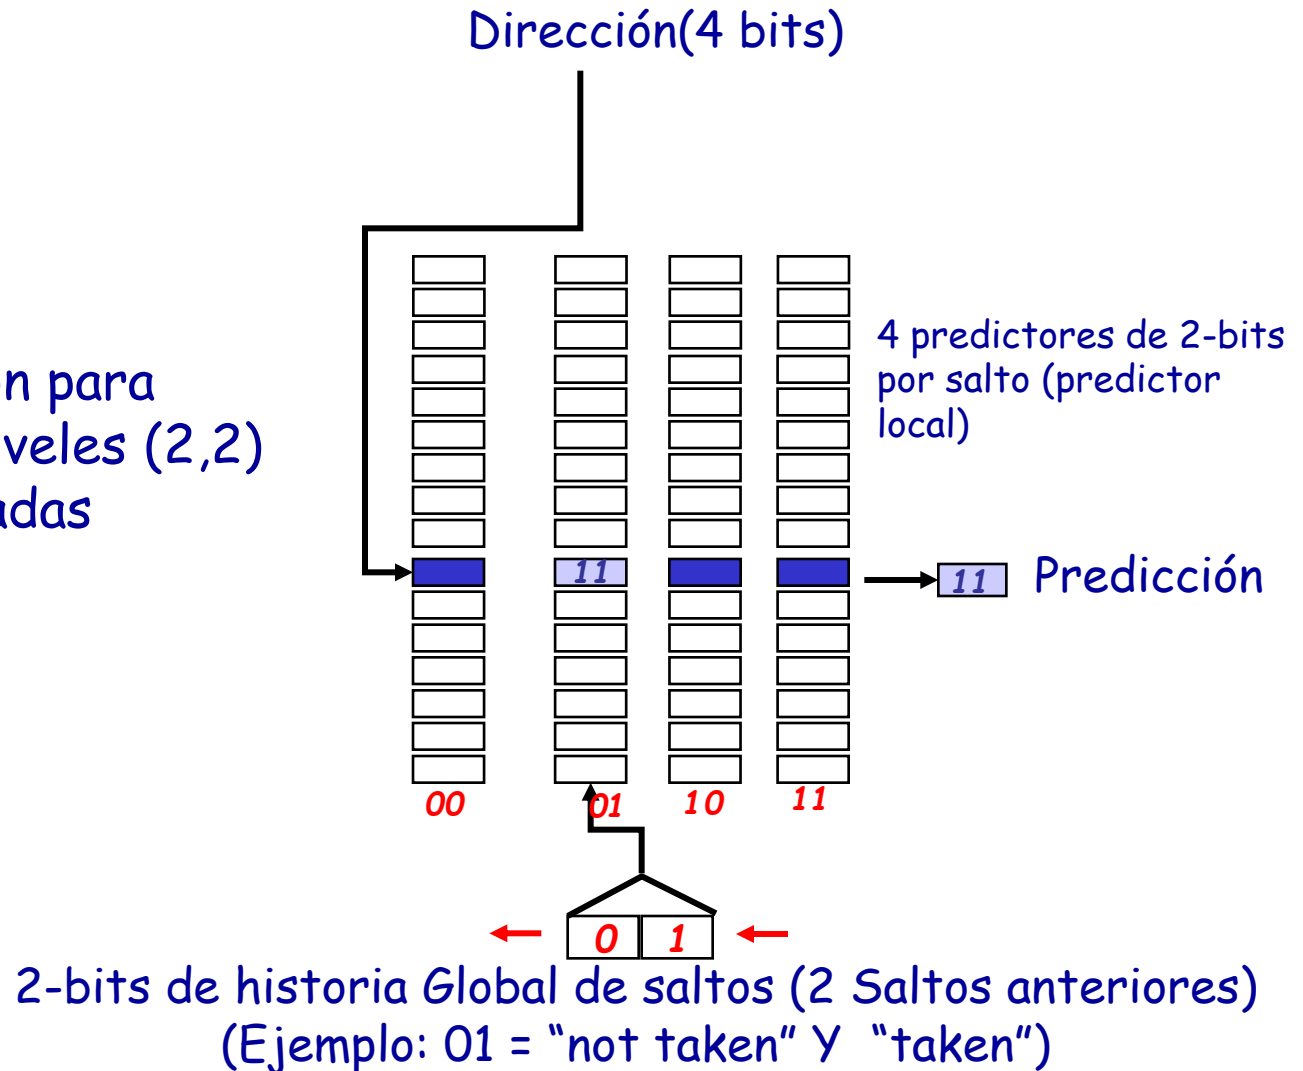 Dirección(4 bits)
4 predictores de 2-bits
por salto (predictor
local)
para
(2,2)
11
11
Predicción
00
01
10
11
0 1
2-bits de historia Global de saltos (2 Saltos anteriores)
(Ejemplo: 01 = “not taken” Y “taken”)